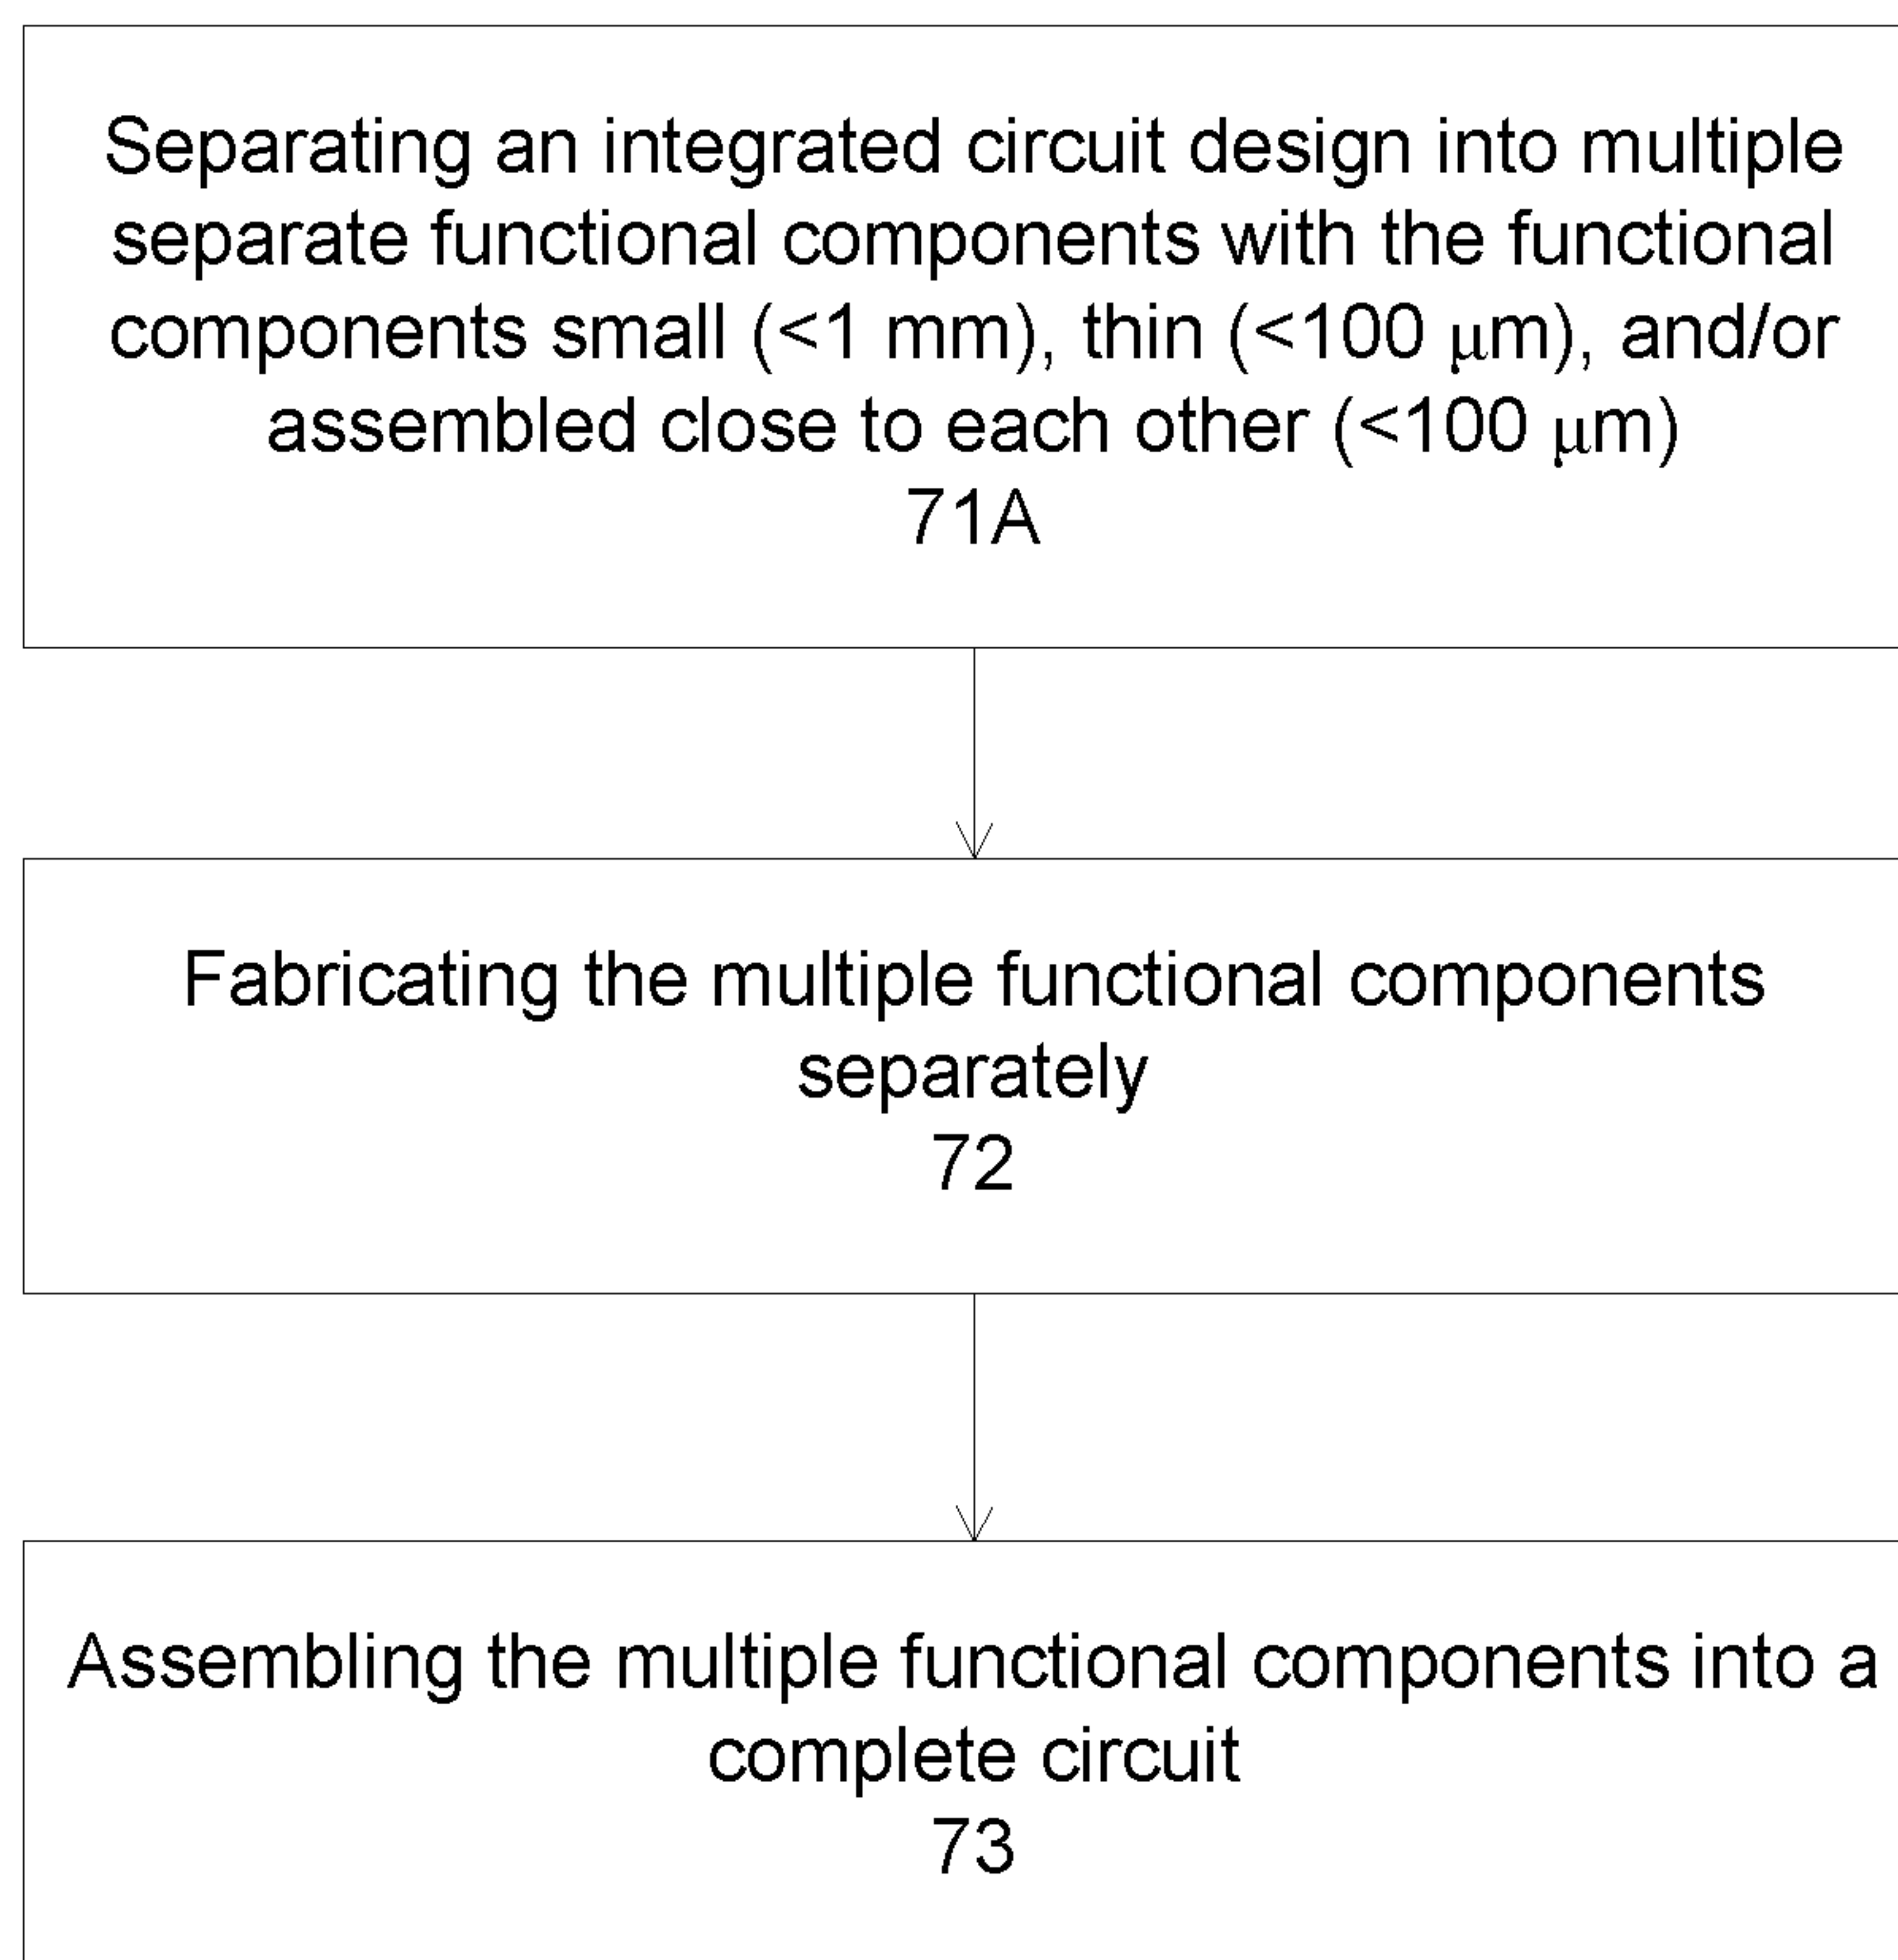 Separating an integrated circuit design into multiple
separate functional components with the functional
components small (<1 mm), thin (<100 μm), and/or
assembled close to each other (<100 μm)
71A
Fabricating the multiple functional components
separately
72
Assembling the multiple functional components into a
complete circuit
73